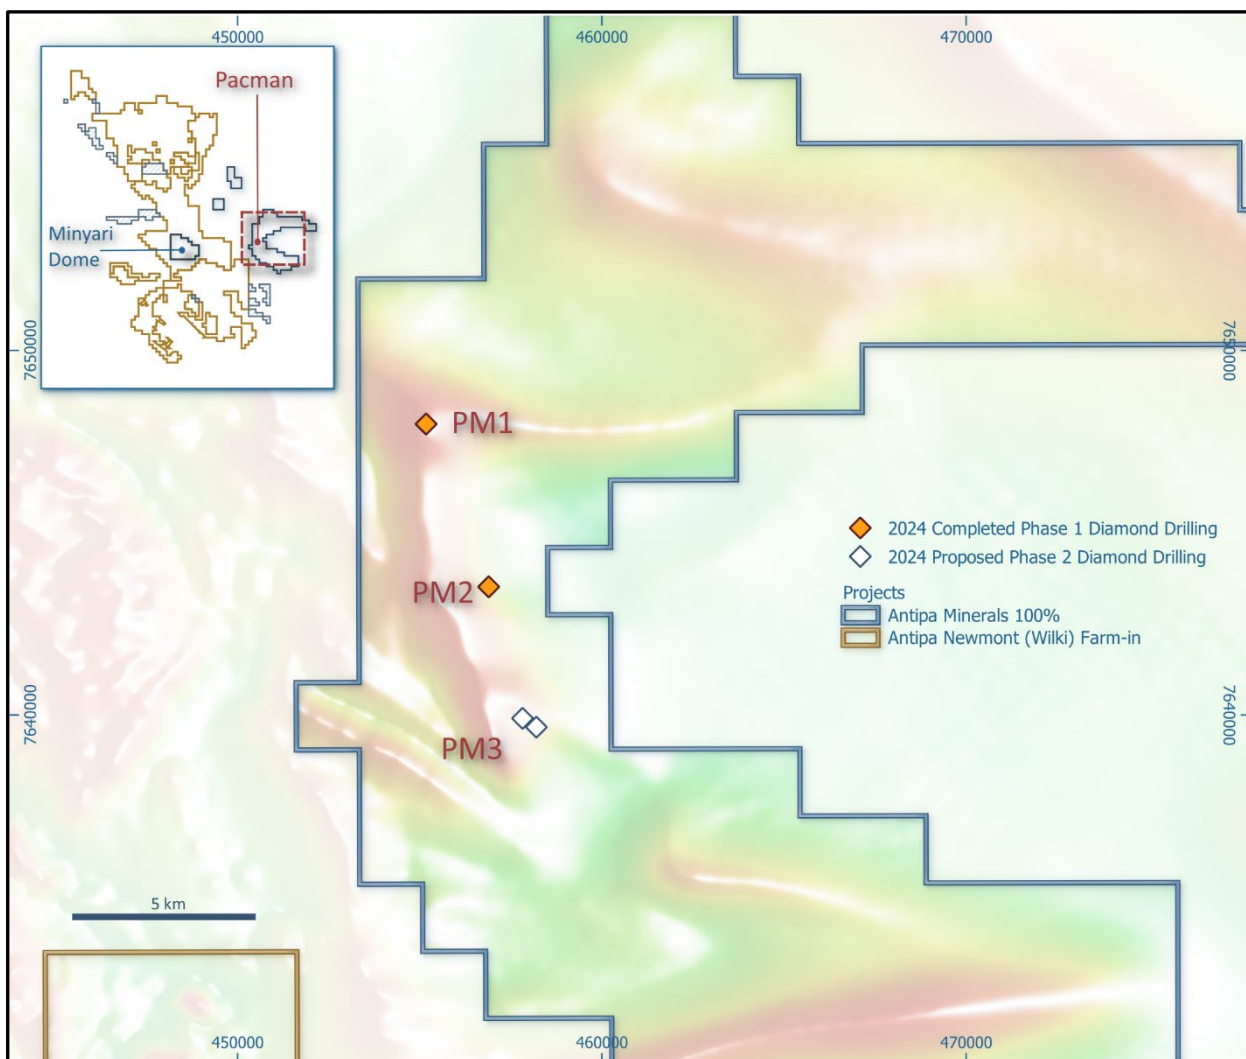 450000
460000
470000
Pacman
Minyari
Dome
7650000
7650000
PM1
2024 Completed Phase 1 Diamond Drilling
2024 Proposed Phase 2 Diamond Drilling
PM2
Projects
Antipa Minerals 100%
Antipa Newmont (Wilki) Farm-in
7640000
7640000
PM3
5 km
450000
460000
470000